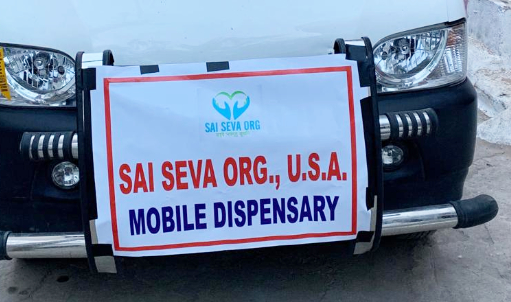 SAI SEVA ORG
SAI SEVA ORG., U.S.A.
MOBILE DISPENSARY